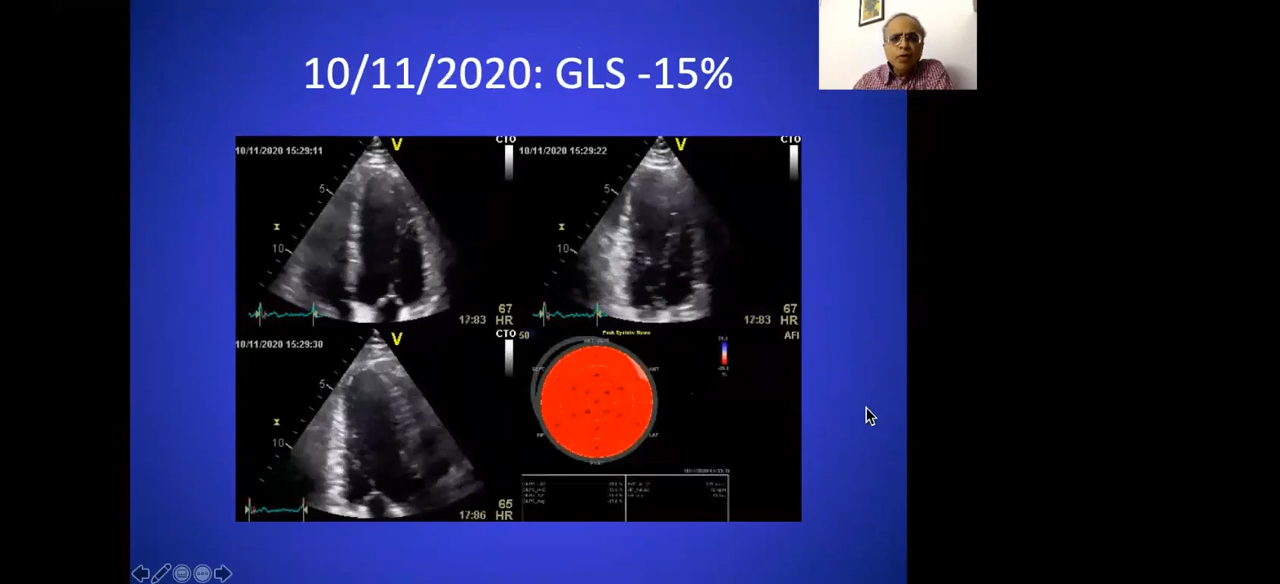 10/11/2020: GLS -15%
10/11/2020 15:29:11
V
CTO
5
10
17:83
67
HR
10/11/2020 15:29:22
V
CTO
5
10
17:83
67
HR
10/11/2020 15:29:30
V
CTO
5
10
17:86
65
HR
50
Peak Systolic Strain
AFI
ANT
LAT